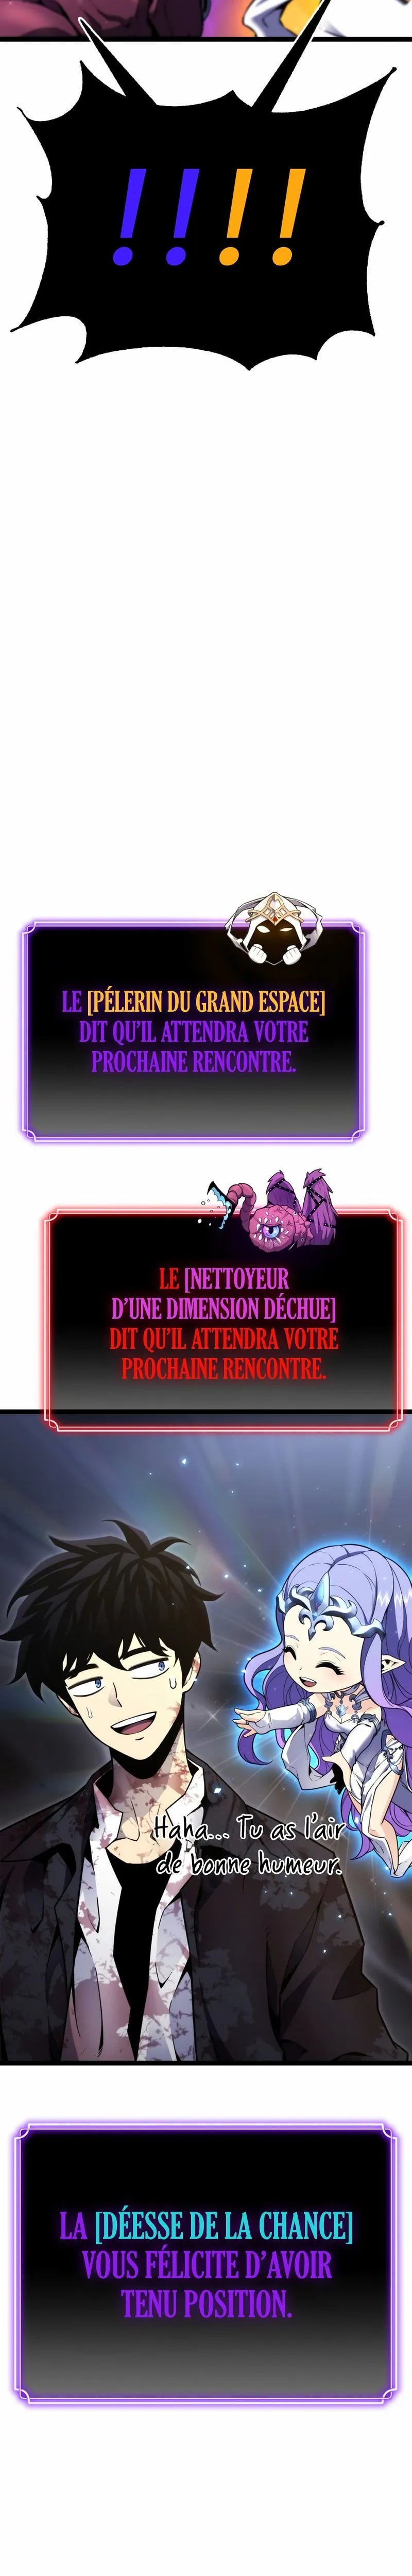 !!!!
LE [PÉLERIN DU GRAND ESPACE]
DIT QU'IL ATTENDRA VOTRE
PROCHAINE RENCONTRE.
LE [NETTOYEUR
D'UNE DIMENSION DÉCHUE]
DIT QU'IL ATTENDRA VOTRE
PROCHAINE RENCONTRE.
Haha... Tu as l'air
de bonne humeur.
LA [DÉESSE DE LA CHANCE]
VOUS FÉLICITE D'AVOIR
TENU POSITION.